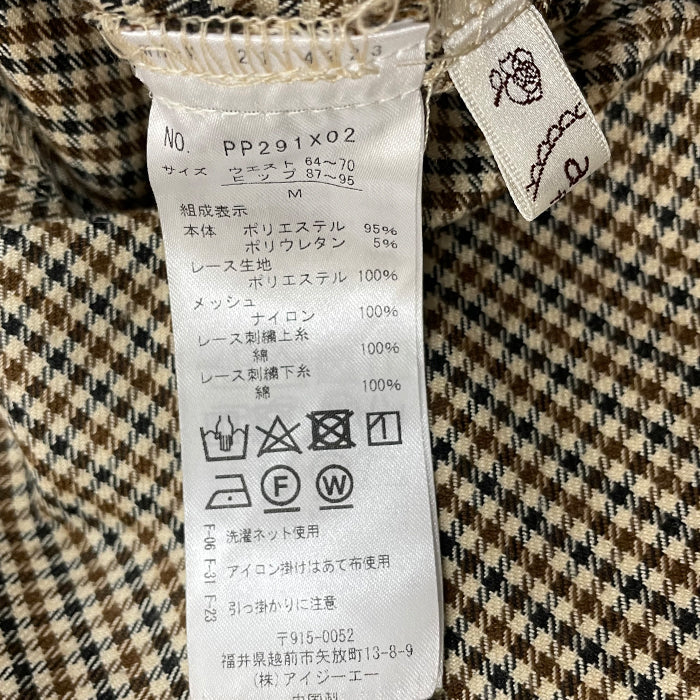 NO. PP291X02
サイズ ウエスト 64～70
ヒップ 87～95
M
組成表示
本体 ポリエステル 95%
ポリウレタン 5%
レース生地
ポリエステル 100%
メッシュ
ナイロン 100%
レース刺繍上糸
綿 100%
レース刺繍下糸
綿 100%
F W
F-06 F-31 F-23
洗濯ネット使用
アイロン掛けはあて布使用
引っ掛かりに注意
〒915-0052
福井県越前市矢放町13-8-9
(株)アイジーエー
中国製